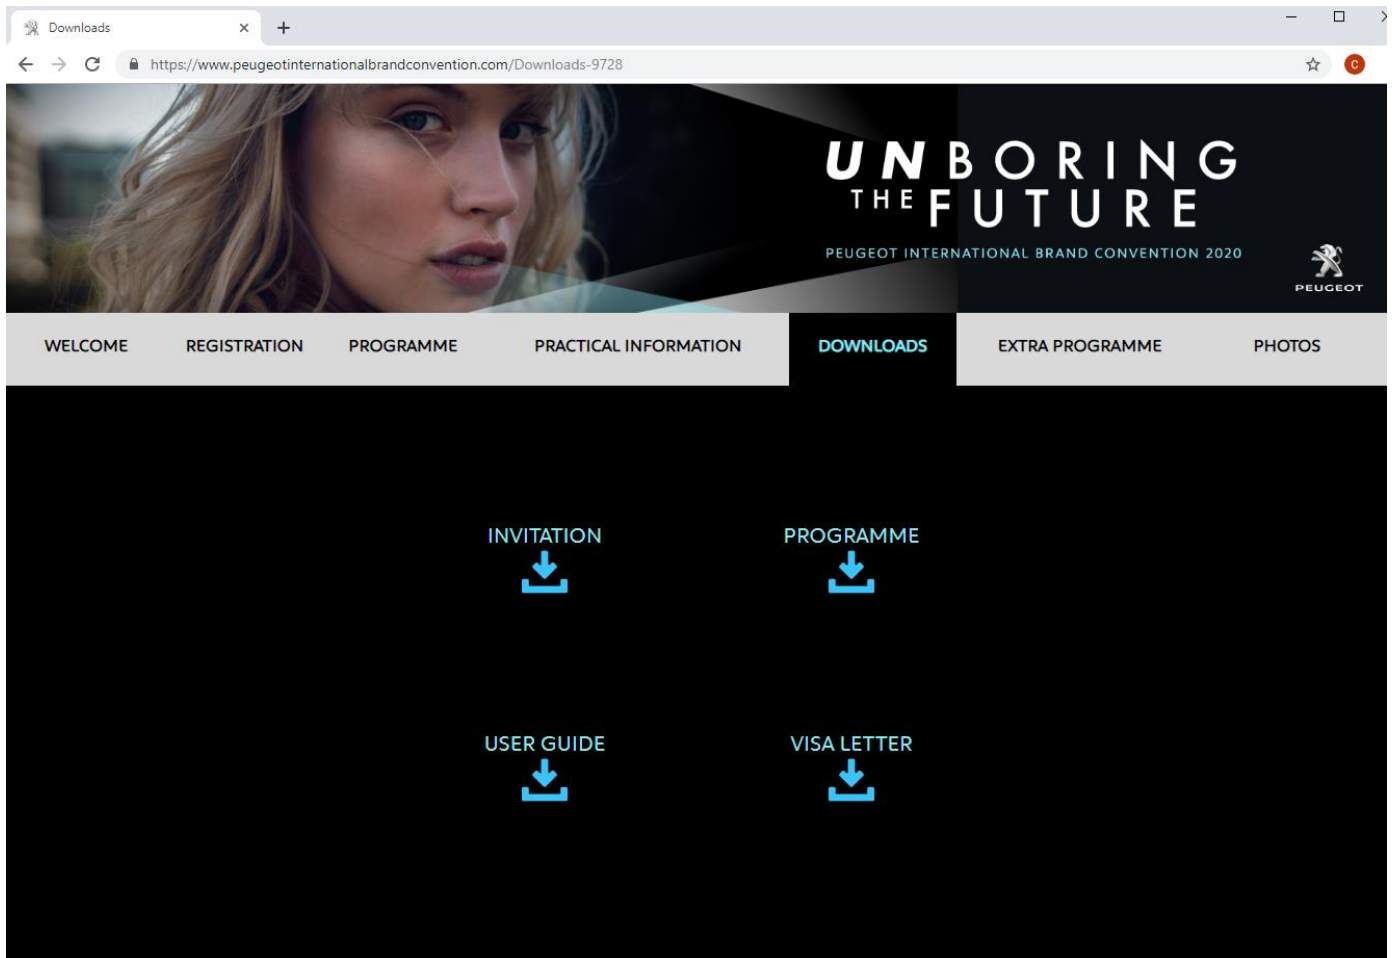 Downloads
https://www.peugeotinternationalbrandconvention.com/Downloads-9728
C
UNBORING
THE FUTURE
PEUGEOT INTERNATIONAL BRAND CONVENTION 2020
PEUGEOT
WELCOME REGISTRATION PROGRAMME PRACTICAL INFORMATION DOWNLOADS EXTRA PROGRAMME PHOTOS
INVITATION PROGRAMME
USER GUIDE VISA LETTER